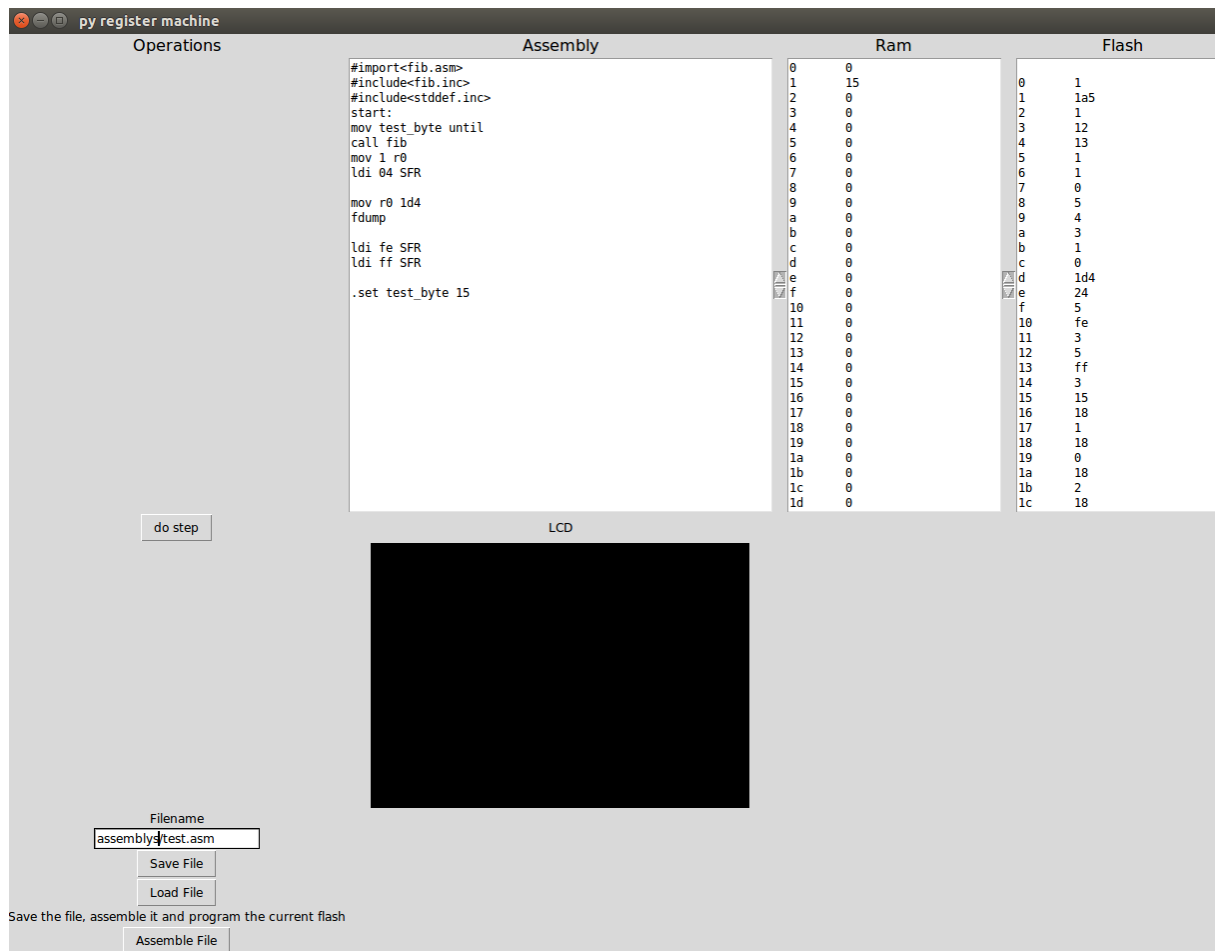 py register machine
Operations
Assembly
Ram
Flash
#import<fib.asm>
#include<fib.inc>
#include<stddef.inc>
start:
mov test_byte until
call fib
mov 1 r0
ldi 04 SFR
mov r0 1d4
fdump
ldi fe SFR
ldi ff SFR
.set test_byte 15
0 0
1 15
2 0
3 0
4 0
5 0
6 0
7 0
8 0
9 0
a 0
b 0
c 0
d 0
e 0
f 0
10 0
11 0
12 0
13 0
14 0
15 0
16 0
17 0
18 0
19 0
1a 0
1b 0
1c 0
1d 0
0 1
1 1a5
2 1
3 12
4 13
5 1
6 1
7 0
8 5
9 4
a 3
b 1
c 0
d 1d4
e 24
f 5
10 fe
11 3
12 5
13 ff
14 3
15 15
16 18
17 1
18 18
19 0
1a 18
1b 2
1c 18
do step
LCD
Filename
assemblys/test.asm
Save File
Load File
Save the file, assemble it and program the current flash
Assemble File